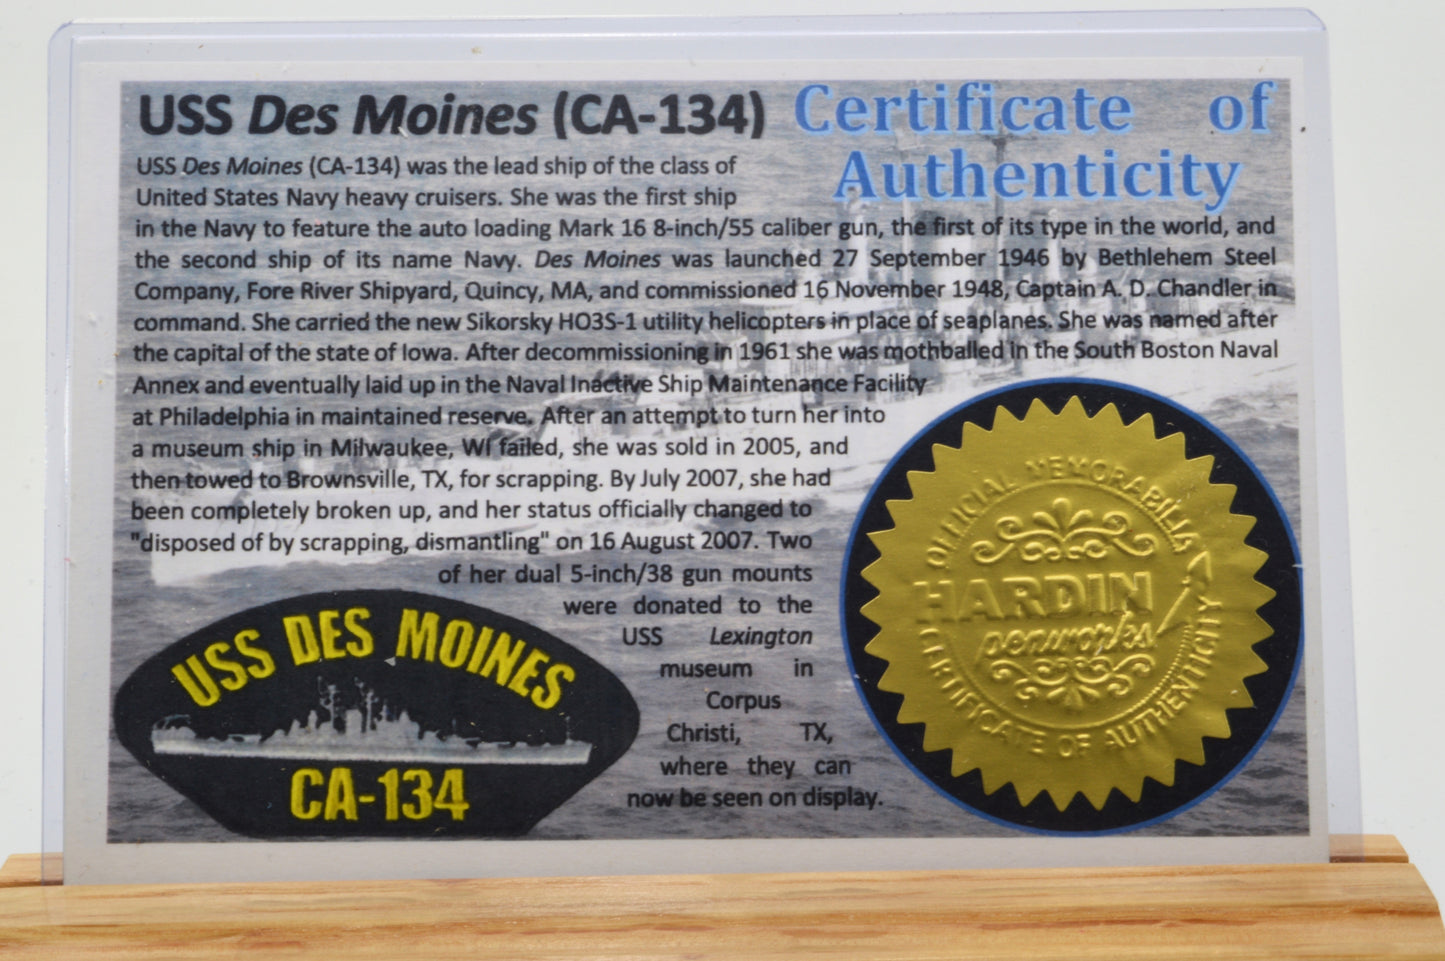 USS Des Moines (CA-134)
Certificate of
Authenticity
USS Des Moines (CA-134) was the lead ship of the class of
United States Navy heavy cruisers. She was the first ship
in the Navy to feature the auto loading Mark 16 8-inch/55 caliber gun, the first of its type in the world, and
the second ship of its name Navy. Des Moines was launched 27 September 1946 by Bethlehem Steel
Company, Fore River Shipyard, Quincy, MA, and commissioned 16 November 1948, Captain A. D. Chandler in
command. She carried the new Sikorsky HO3S-1 utility helicopters in place of seaplanes. She was named after
the capital of the state of Iowa. After decommissioning in 1961 she was mothballed in the South Boston Naval
Annex and eventually laid up in the Naval Inactive Ship Maintenance Facility
at Philadelphia in maintained reserve. After an attempt to turn her into
a museum ship in Milwaukee, WI failed, she was sold in 2005, and
then towed to Brownsville, TX, for scrapping. By July 2007, she had
been completely broken up, and her status officially changed to
"disposed of by scrapping, dismantling" on 16 August 2007. Two
of her dual 5-inch/38 gun mounts
were donated to the
USS Lexington
museum in
Corpus
Christi, TX,
where they can
now be seen on display.
USS DES MOINES
CA-134
OFFICIAL MEMORABILIA
HARDIN
penworks
CERTIFICATE OF AUTHENTICITY